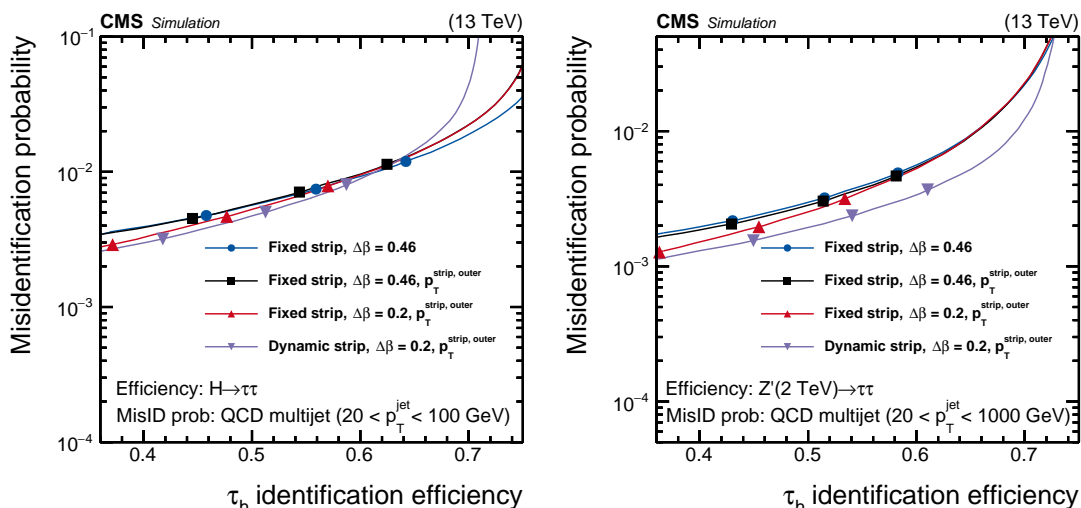 CMS Simulation (13 TeV)
Misidentification probability
10⁻¹
10⁻²
10⁻³
10⁻⁴
Fixed strip, Δβ = 0.46
Fixed strip, Δβ = 0.46, p_T^strip, outer
Fixed strip, Δβ = 0.2, p_T^strip, outer
Dynamic strip, Δβ = 0.2, p_T^strip, outer
Efficiency: H→ττ
MisID prob: QCD multijet (20 < p_T^jet < 100 GeV)
0.4 0.5 0.6 0.7
τ_h identification efficiency
CMS Simulation (13 TeV)
Misidentification probability
10⁻²
10⁻³
10⁻⁴
Fixed strip, Δβ = 0.46
Fixed strip, Δβ = 0.46, p_T^strip, outer
Fixed strip, Δβ = 0.2, p_T^strip, outer
Dynamic strip, Δβ = 0.2, p_T^strip, outer
Efficiency: Z'(2 TeV)→ττ
MisID prob: QCD multijet (20 < p_T^jet < 1000 GeV)
0.4 0.5 0.6 0.7
τ_h identification efficiency